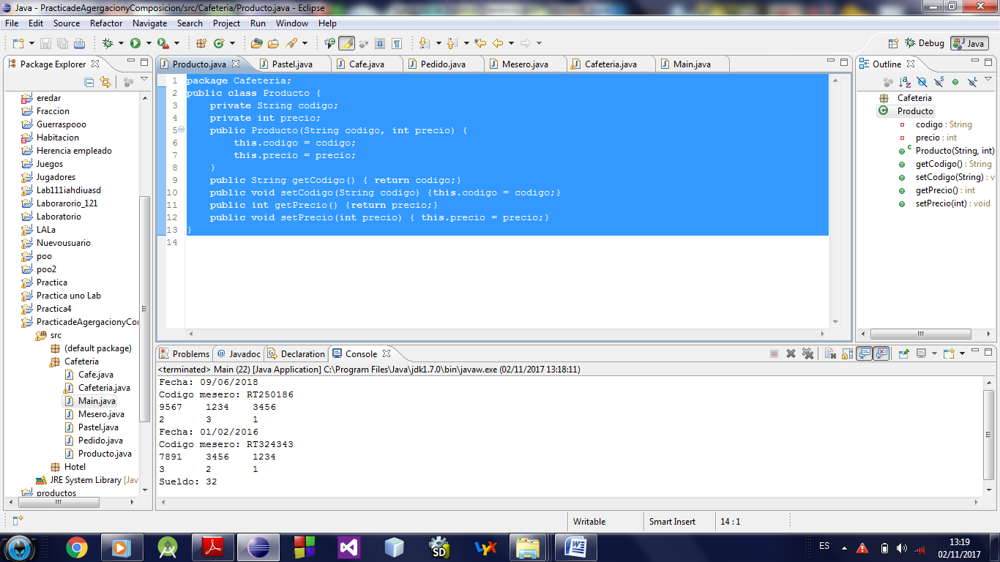 Java - PracticadeAgergacionyComposicion/src/Cafeteria/Producto.java - Eclipse
File Edit Source Refactor Navigate Search Project Run Window Help
Debug Java
Package Explorer
eredar
Fraccion
Guerraspooo
Habitacion
Herencia empleado
Juegos
Jugadores
Lab111iahdiuasd
Laborarorio_121
Laboratorio
LALa
Nuevousuario
poo
poo2
Practica
Practica uno Lab
Practica4
PracticadeAgergacionyCor
src
(default package)
Cafeteria
Cafe.java
Cafeteria.java
Main.java
Mesero.java
Pastel.java
Pedido.java
Producto.java
Hotel
JRE System Library [Jav
productos
Producto.java Pastel.java Cafe.java Pedido.java Mesero.java Cafeteria.java Main.java
1 package Cafeteria;
2 public class Producto {
3 private String codigo;
4 private int precio;
5 public Producto(String codigo, int precio) {
6 this.codigo = codigo;
7 this.precio = precio;
8 }
9 public String getCodigo() { return codigo;}
10 public void setCodigo(String codigo) {this.codigo = codigo;}
11 public int getPrecio() {return precio;}
12 public void setPrecio(int precio) { this.precio = precio;}
13 }
14
Outline
Cafeteria
Producto
codigo : String
precio : int
Producto(String, int)
getCodigo() : String
setCodigo(String) : v
getPrecio() : int
setPrecio(int) : void
Problems @ Javadoc Declaration Console
<terminated> Main (22) [Java Application] C:\Program Files\Java\jdk1.7.0\bin\javaw.exe (02/11/2017 13:18:11)
Fecha: 09/06/2018
Codigo mesero: RT250186
9567 1234 3456
2 3 1
Fecha: 01/02/2016
Codigo mesero: RT324343
7891 3456 1234
3 2 1
Sueldo: 32
Writable Smart Insert 14 : 1
SD
ES
13:19
02/11/2017